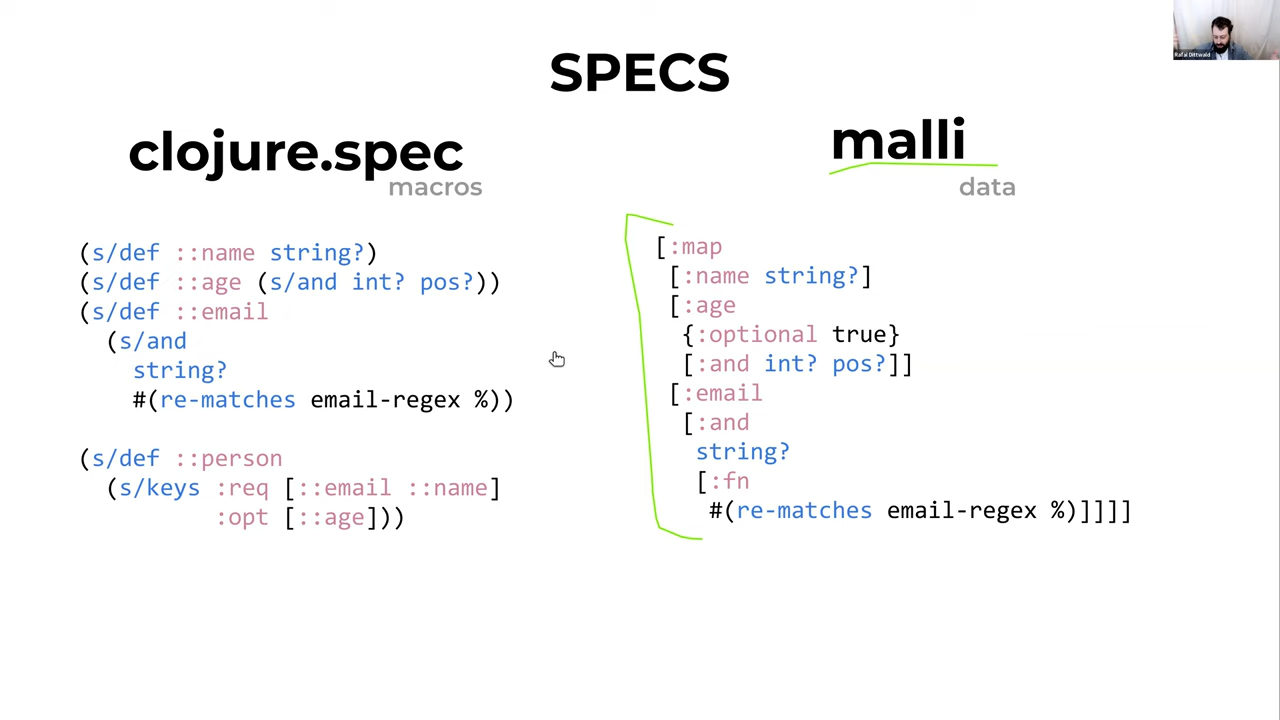 Rafal Dittwald
SPECS
clojure.spec
macros
(s/def ::name string?)
(s/def ::age (s/and int? pos?))
(s/def ::email
  (s/and
    string?
    #(re-matches email-regex %))
(s/def ::person
  (s/keys :req [::email ::name]
          :opt [::age]))
malli
data
[:map
 [:name string?]
 [:age
  {:optional true}
  [:and int? pos?]]
 [:email
  [:and
   string?
   [:fn
    #(re-matches email-regex %)]]]]